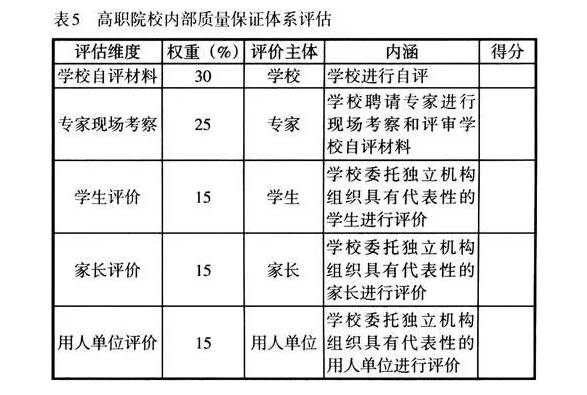 表5 高职院校内部质量保证体系评估
评估维度 权重（%） 评价主体 内涵 得分
学校自评材料 30 学校 学校进行自评
专家现场考察 25 专家 学校聘请专家进行
现场考察和评审学
校自评材料
学生评价 15 学生 学校委托独立机构
组织具有代表性的
学生进行评价
家长评价 15 家长 学校委托独立机构
组织具有代表性的
家长进行评价
用人单位评价 15 用人单位 学校委托独立机构
组织具有代表性的
用人单位进行评价